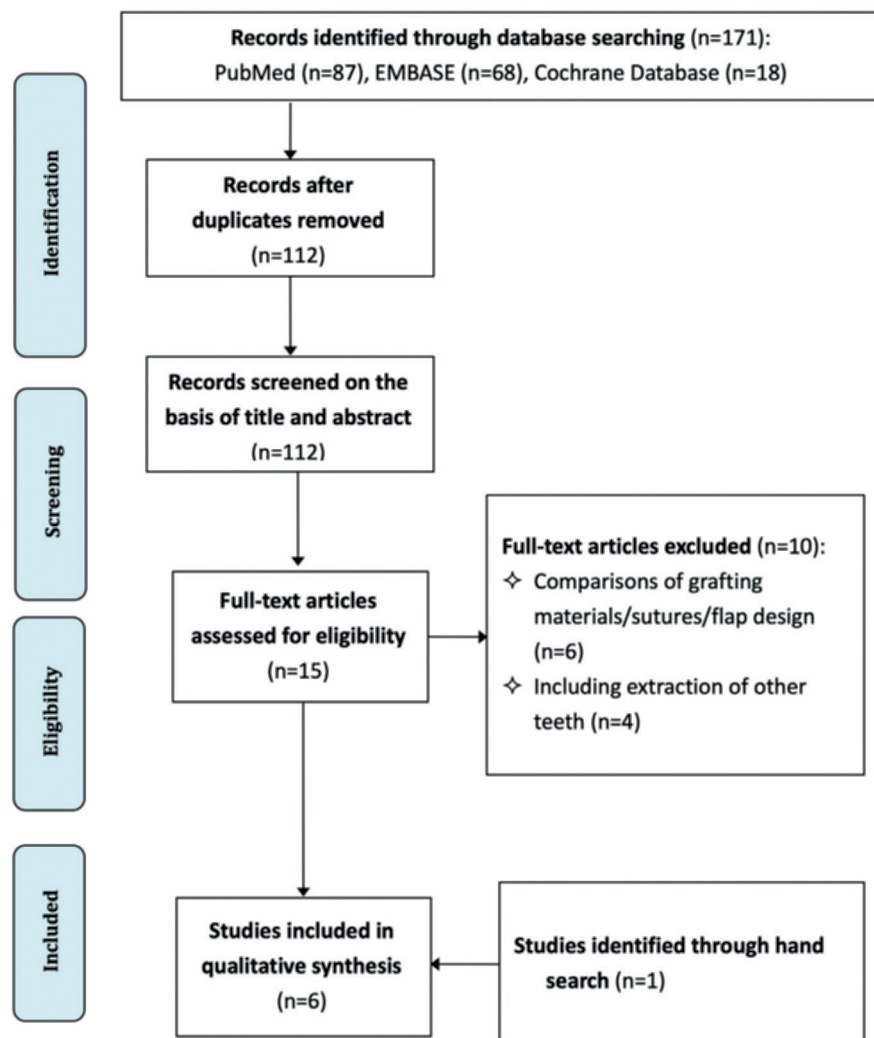 Records identified through database searching (n=171):
PubMed (n=87), EMBASE (n=68), Cochrane Database (n=18)
Identification
Records after
duplicates removed
(n=112)
Records screened on the
basis of title and abstract
(n=112)
Screening
Full-text articles excluded (n=10):
✧ Comparisons of grafting
materials/sutures/flap design
(n=6)
✧ Including extraction of other
teeth (n=4)
Full-text articles
assessed for eligibility
(n=15)
Eligibility
Included
Studies included in
qualitative synthesis
(n=6)
Studies identified through hand
search (n=1)